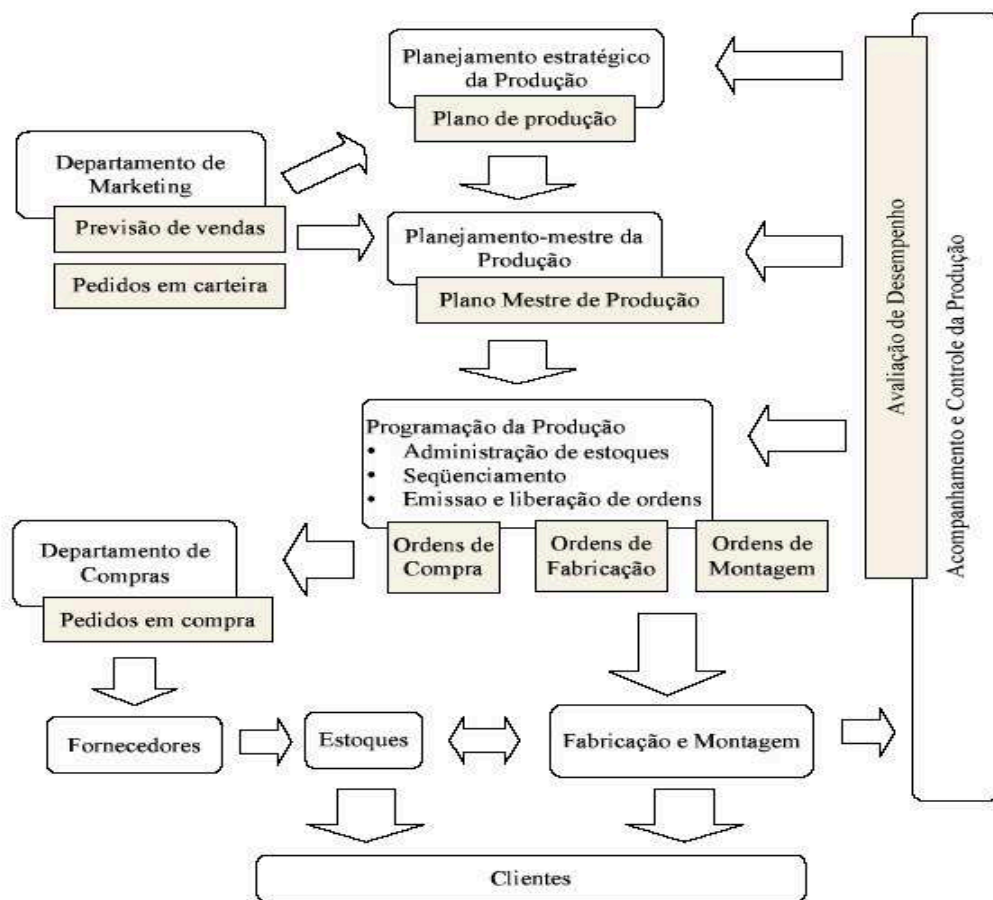 Planejamento estratégico
da Produção
Plano de produção
Departamento de
Marketing
Previsão de vendas
Pedidos em carteira
Planejamento-mestre da
Produção
Plano Mestre de Produção
Programação da Produção
• Administração de estoques
• Seqüenciamento
• Emissao e liberação de ordens
Ordens de
Compra
Ordens de
Fabricação
Ordens de
Montagem
Departamento de
Compras
Pedidos em compra
Fornecedores
Estoques
Fabricação e Montagem
Clientes
Avaliação de Desempenho
Acompanhamento e Controle da Produção